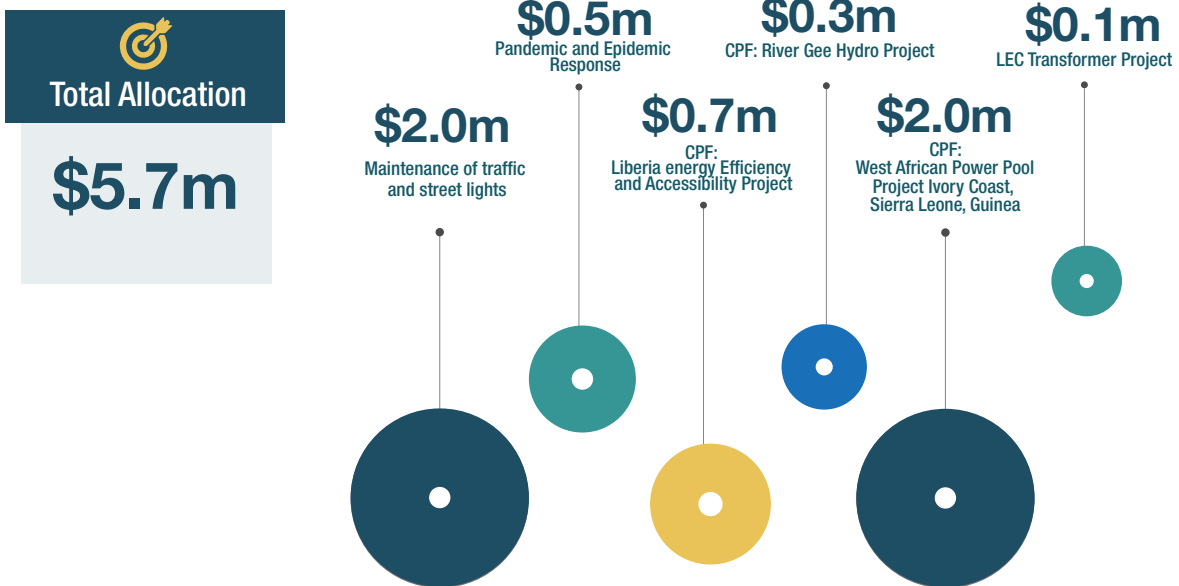 Total Allocation
$5.7m
$2.0m
Maintenance of traffic
and street lights
$0.5m
Pandemic and Epidemic
Response
$0.7m
CPF:
Liberia energy Efficiency
and Accessibility Project
$0.3m
CPF: River Gee Hydro Project
$2.0m
CPF:
West African Power Pool
Project Ivory Coast,
Sierra Leone, Guinea
$0.1m
LEC Transformer Project